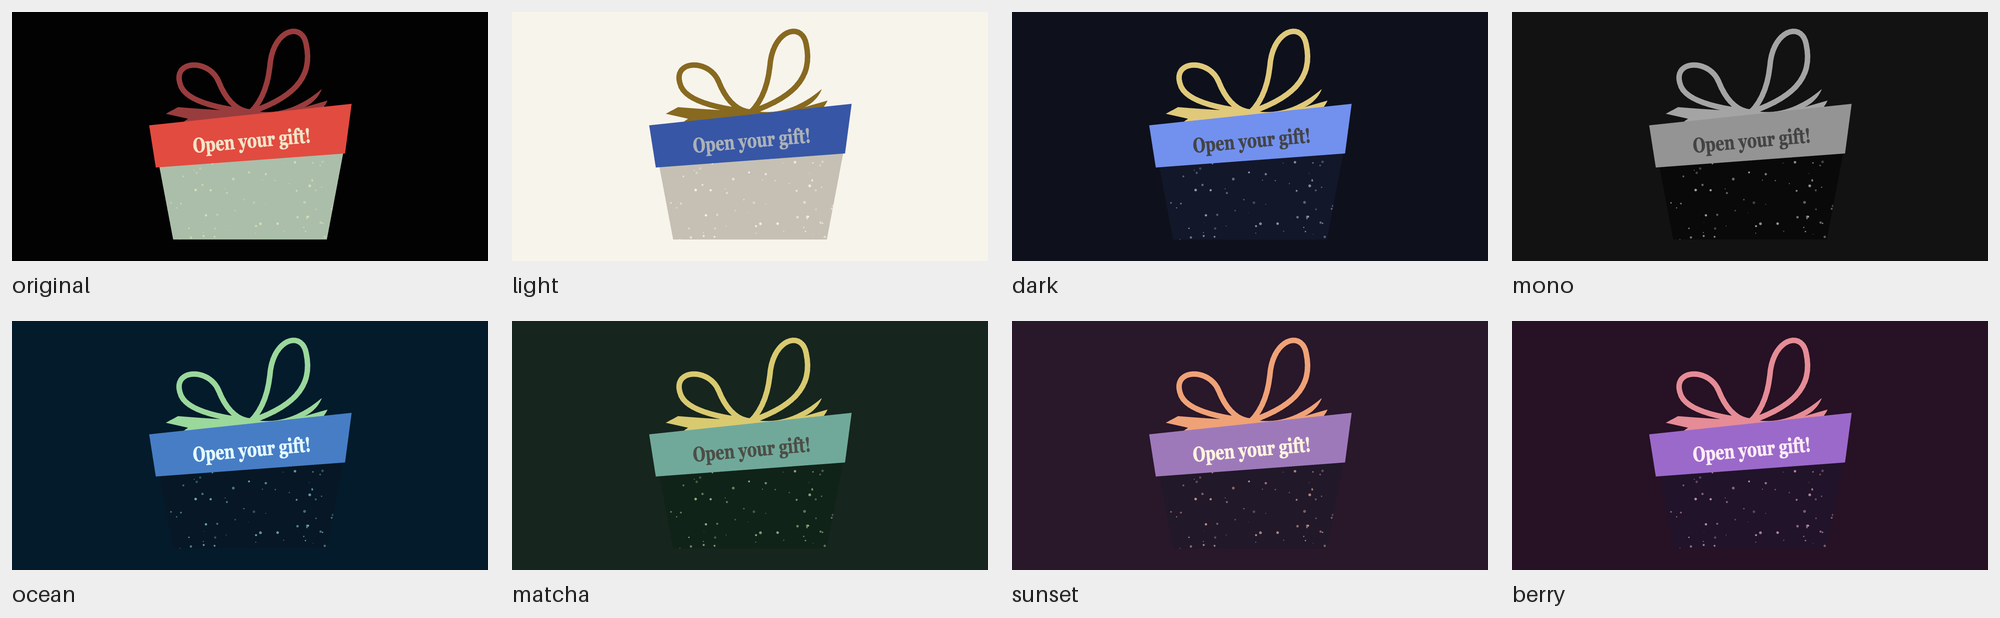 Open your gift!
Open your gift!
Open your gift!
Open your gift!
original
light
dark
mono
Open your gift!
Open your gift!
Open your gift!
Open your gift!
ocean
matcha
sunset
berry